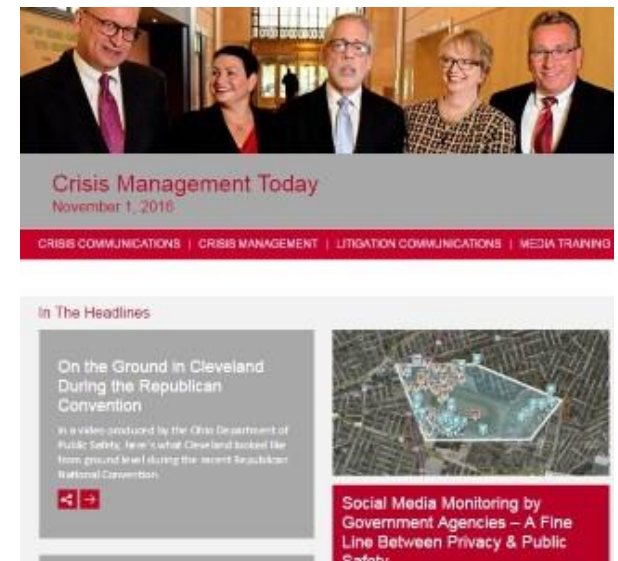 Crisis Management Today
November 1, 2016
CRISIS COMMUNICATIONS | CRISIS MANAGEMENT | LITIGATION COMMUNICATIONS | MEDIA TRAINING
In The Headlines
On the Ground in Cleveland
During the Republican
Convention
In a video produced by the Ohio Department of
Public Safety, here's what Cleveland looked like
from ground level during the recent Republican
National Convention.
Social Media Monitoring by
Government Agencies – A Fine
Line Between Privacy & Public
Safety